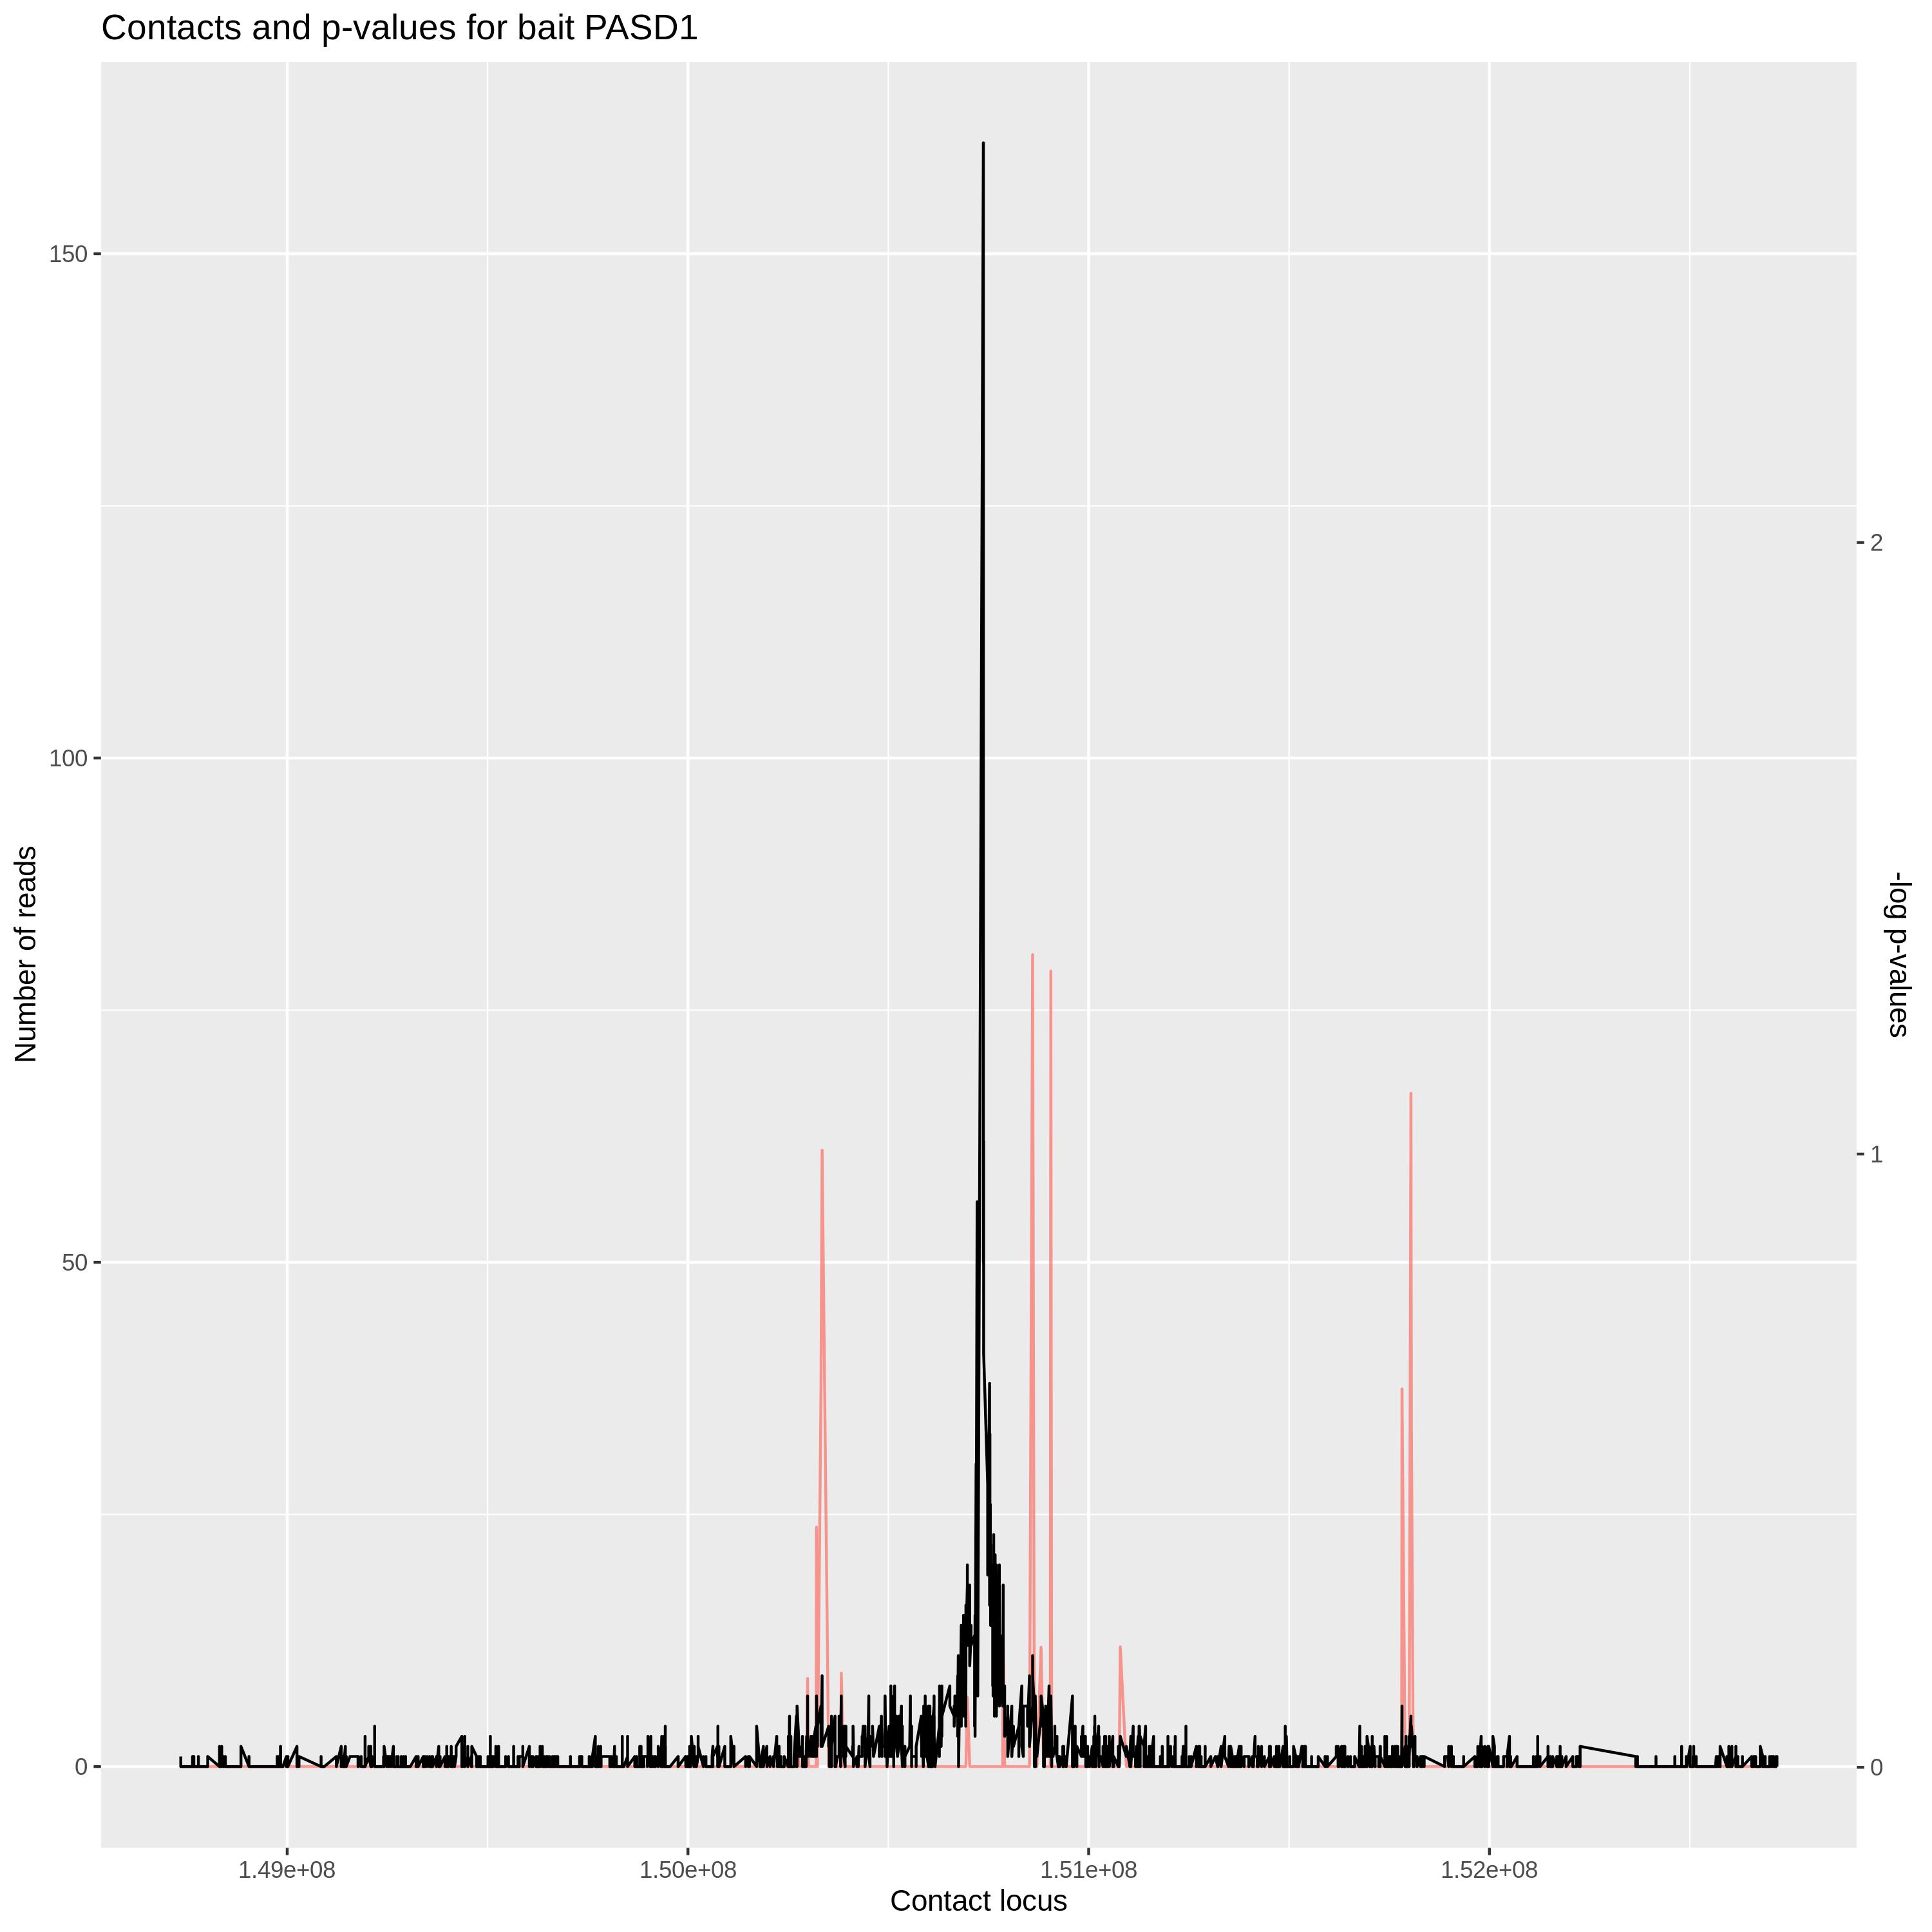 Contacts and p-values for bait PASD1
150
100
50
0
Number of reads
2
1
0
-log p-values
1.49e+08
1.50e+08
1.51e+08
1.52e+08
Contact locus